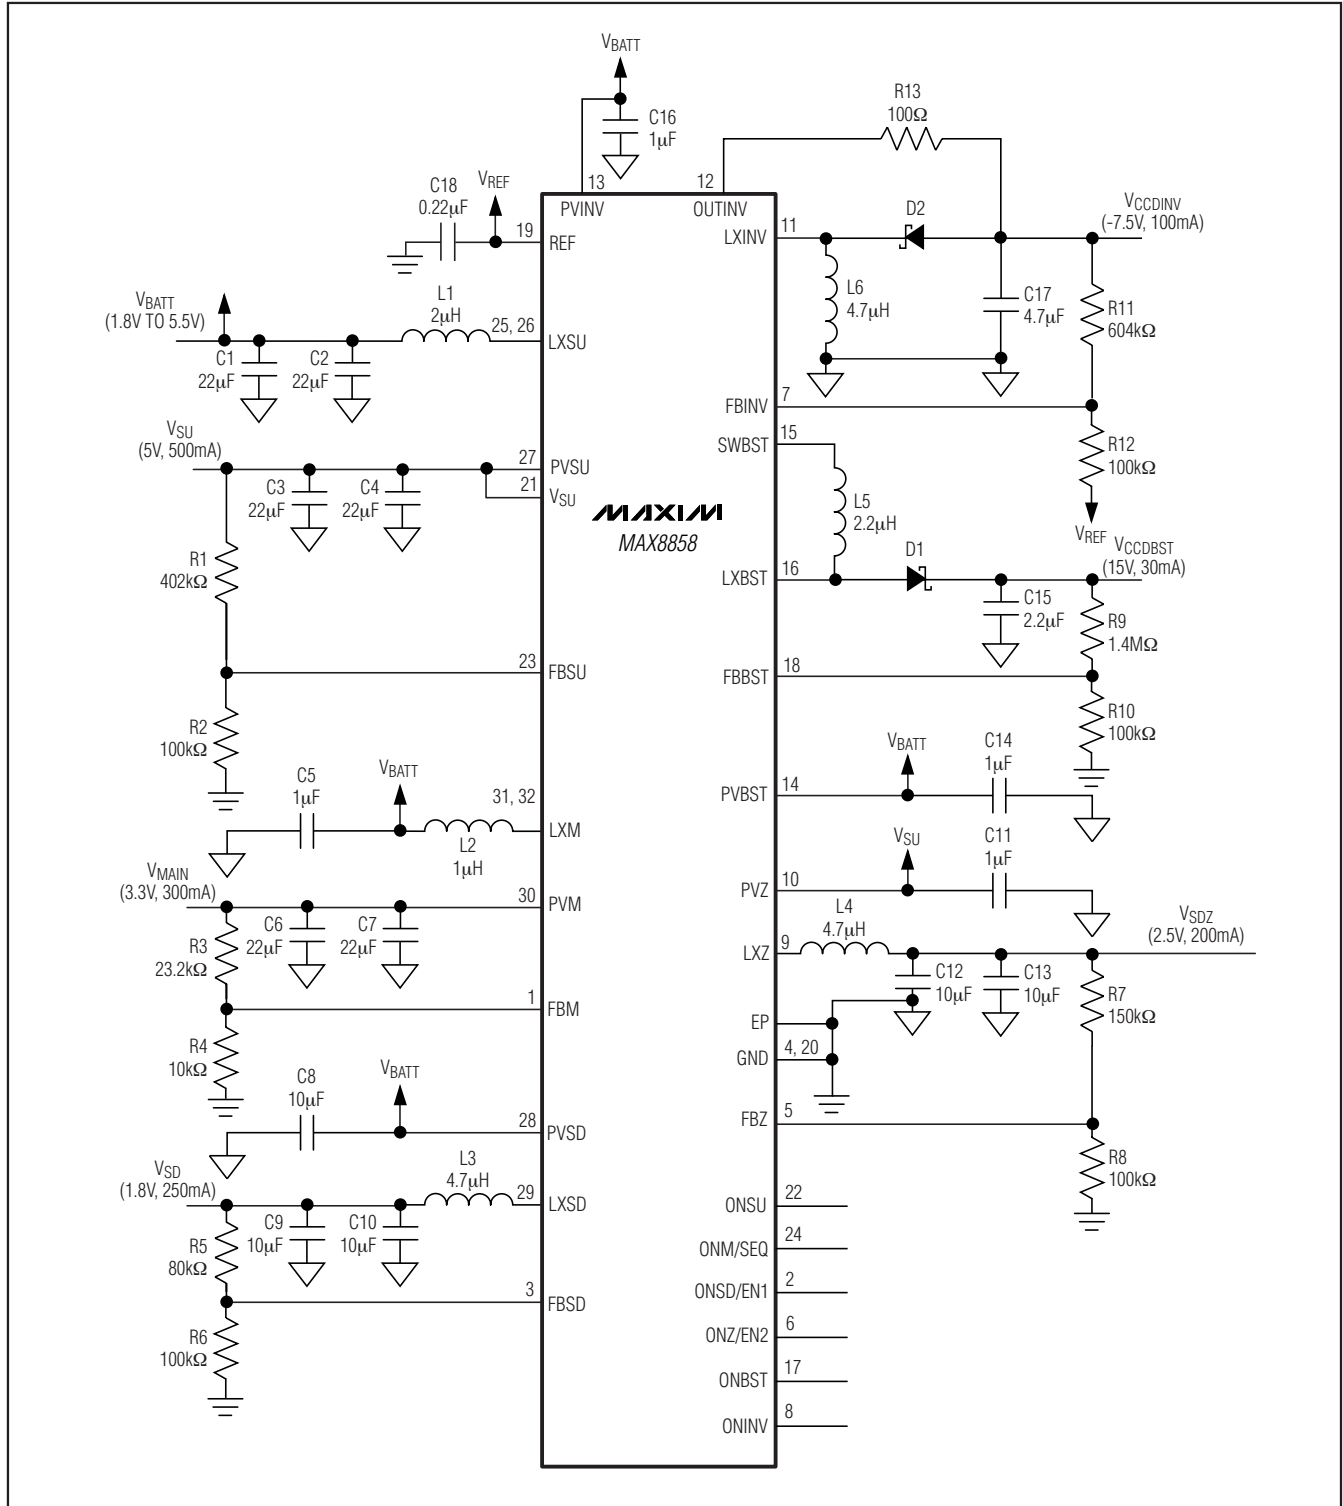 VBATT
C16
1µF
R13
100Ω
C18
0.22µF
VREF
13
12
PVINV
OUTINV
19
REF
VBATT
(1.8V TO 5.5V)
L1
2µH
25, 26
LXSU
C1
22µF
C2
22µF
VSU
(5V, 500mA)
27
PVSU
21
VSU
C3
22µF
C4
22µF
R1
402kΩ
23
FBSU
R2
100kΩ
C5
1µF
VBATT
31, 32
LXM
L2
1µH
VMAIN
(3.3V, 300mA)
30
PVM
C6
22µF
C7
22µF
R3
23.2kΩ
1
FBM
R4
10kΩ
C8
10µF
VBATT
28
PVSD
VSD
(1.8V, 250mA)
L3
4.7µH
29
LXSD
C9
10µF
C10
10µF
R5
80kΩ
3
FBSD
R6
100kΩ
MAXIM
MAX8858
LXINV
11
D2
VCCDINV
(-7.5V, 100mA)
L6
4.7µH
C17
4.7µF
R11
604kΩ
FBINV
7
SWBST
15
R12
100kΩ
VREF
L5
2.2µH
LXBST
16
D1
VCCDBST
(15V, 30mA)
C15
2.2µF
R9
1.4MΩ
FBBST
18
R10
100kΩ
VBATT
C14
1µF
PVBST
14
VSU
C11
1µF
PVZ
10
L4
4.7µH
LXZ
9
VSDZ
(2.5V, 200mA)
C12
10µF
C13
10µF
R7
150kΩ
EP
GND
4, 20
FBZ
5
R8
100kΩ
ONSU
22
ONM/SEQ
24
ONSD/EN1
2
ONZ/EN2
6
ONBST
17
ONINV
8